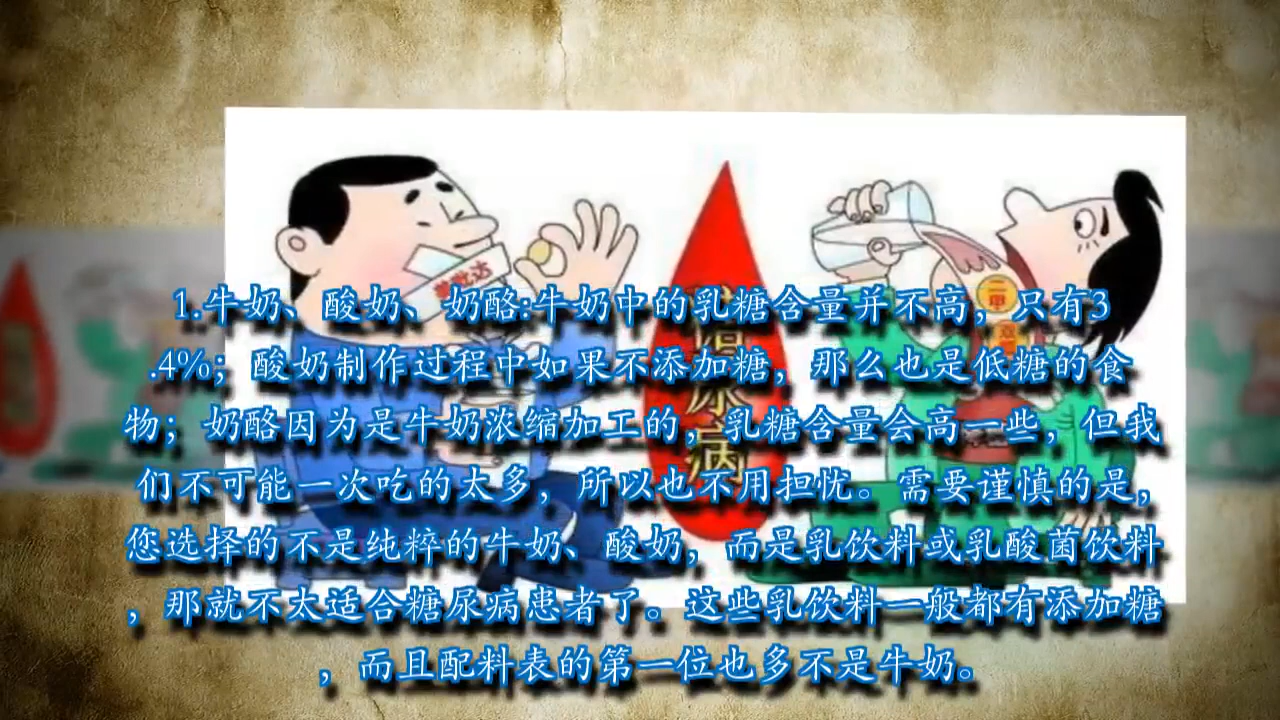 1.牛奶、酸奶、奶酪:牛奶中的乳糖含量并不高，只有3
.4%；酸奶制作过程中如果不添加糖，那么也是低糖的食
物；奶酪因为是牛奶浓缩加工的，乳糖含量会高一些，但我
们不可能一次吃的太多，所以也不用担忧。需要谨慎的是，
您选择的不是纯粹的牛奶、酸奶，而是乳饮料或乳酸菌饮料
，那就不太适合糖尿病患者了。这些乳饮料一般都有添加糖
，而且配料表的第一位也多不是牛奶。
糖尿病
二甲
双